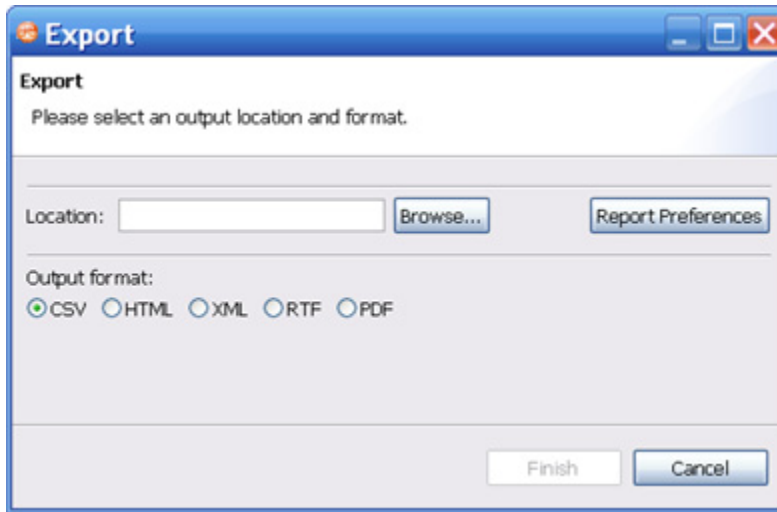 Export
Export
Please select an output location and format.
Location: Browse... Report Preferences
Output format:
CSV HTML XML RTF PDF
Finish Cancel